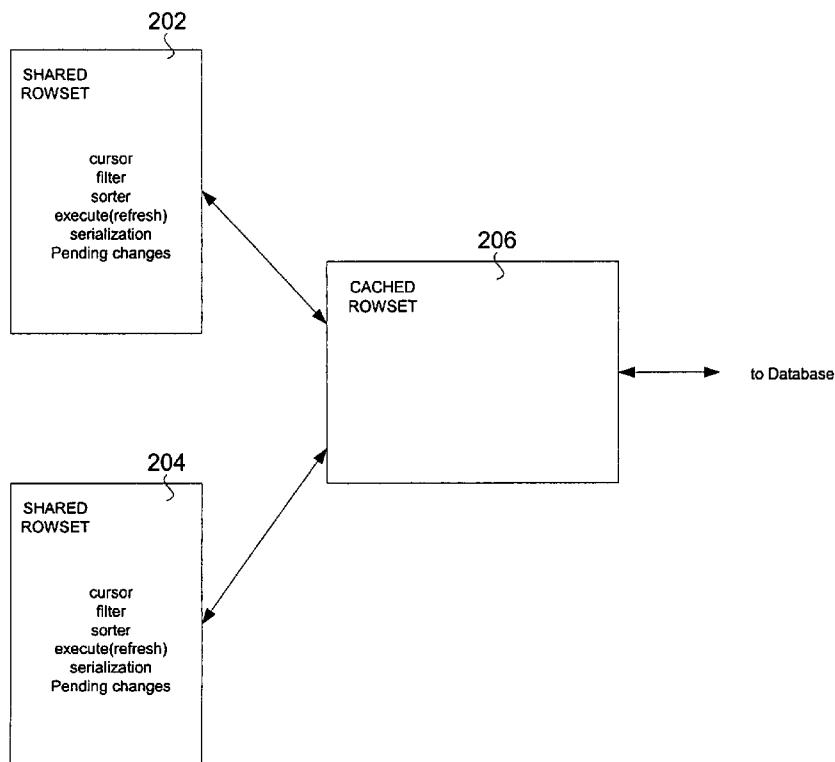 202
SHARED
ROWSET
cursor
filter
sorter
execute(refresh)
serialization
Pending changes
206
CACHED
ROWSET
to Database
204
SHARED
ROWSET
cursor
filter
sorter
execute(refresh)
serialization
Pending changes